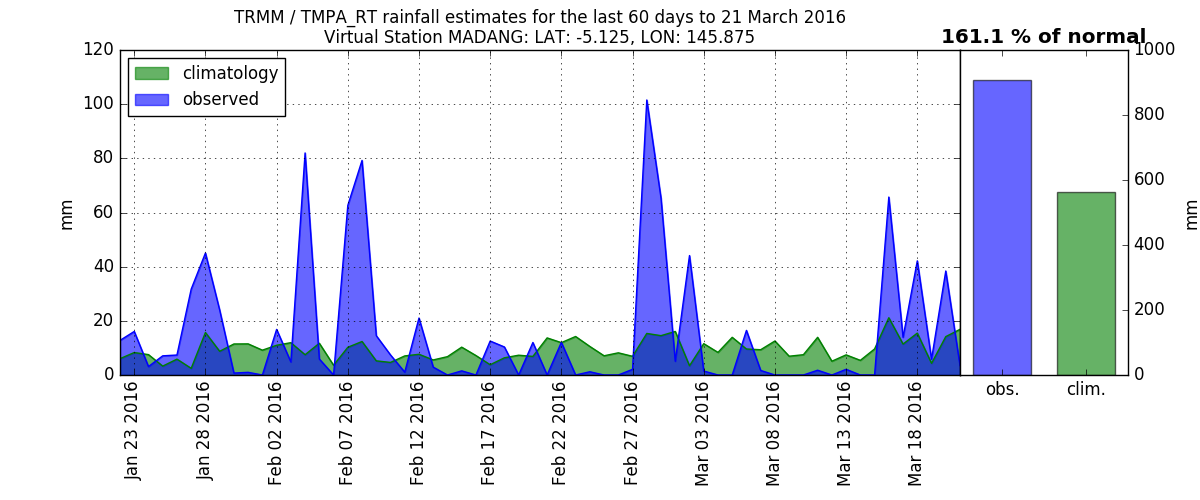 TRMM / TMPA_RT rainfall estimates for the last 60 days to 21 March 2016
Virtual Station MADANG: LAT: -5.125, LON: 145.875
161.1 % of normal
climatology
observed
mm
120
100
80
60
40
20
0
Jan 23 2016
Jan 28 2016
Feb 02 2016
Feb 07 2016
Feb 12 2016
Feb 17 2016
Feb 22 2016
Feb 27 2016
Mar 03 2016
Mar 08 2016
Mar 13 2016
Mar 18 2016
obs.
clim.
1000
800
600
400
200
0
mm